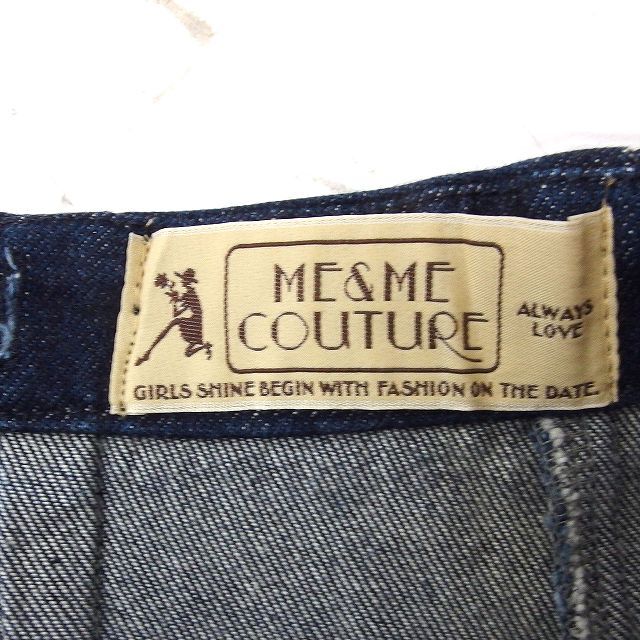 ME&ME
COUTURE
ALWAYS
LOVE
GIRLS SHINE BEGIN WITH FASHION ON THE DATE.